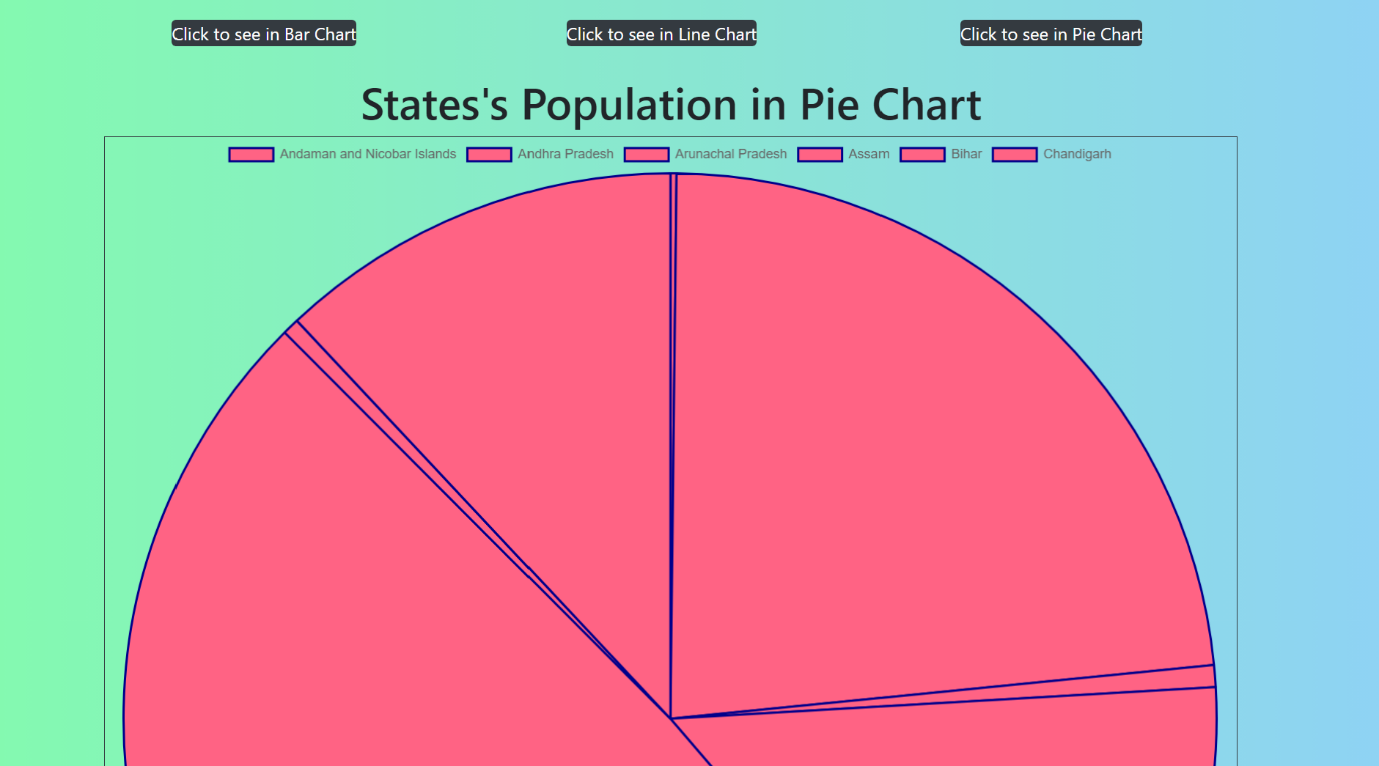 Click to see in Bar Chart
Click to see in Line Chart
Click to see in Pie Chart
States's Population in Pie Chart
Andaman and Nicobar Islands Andhra Pradesh Arunachal Pradesh Assam Bihar Chandigarh